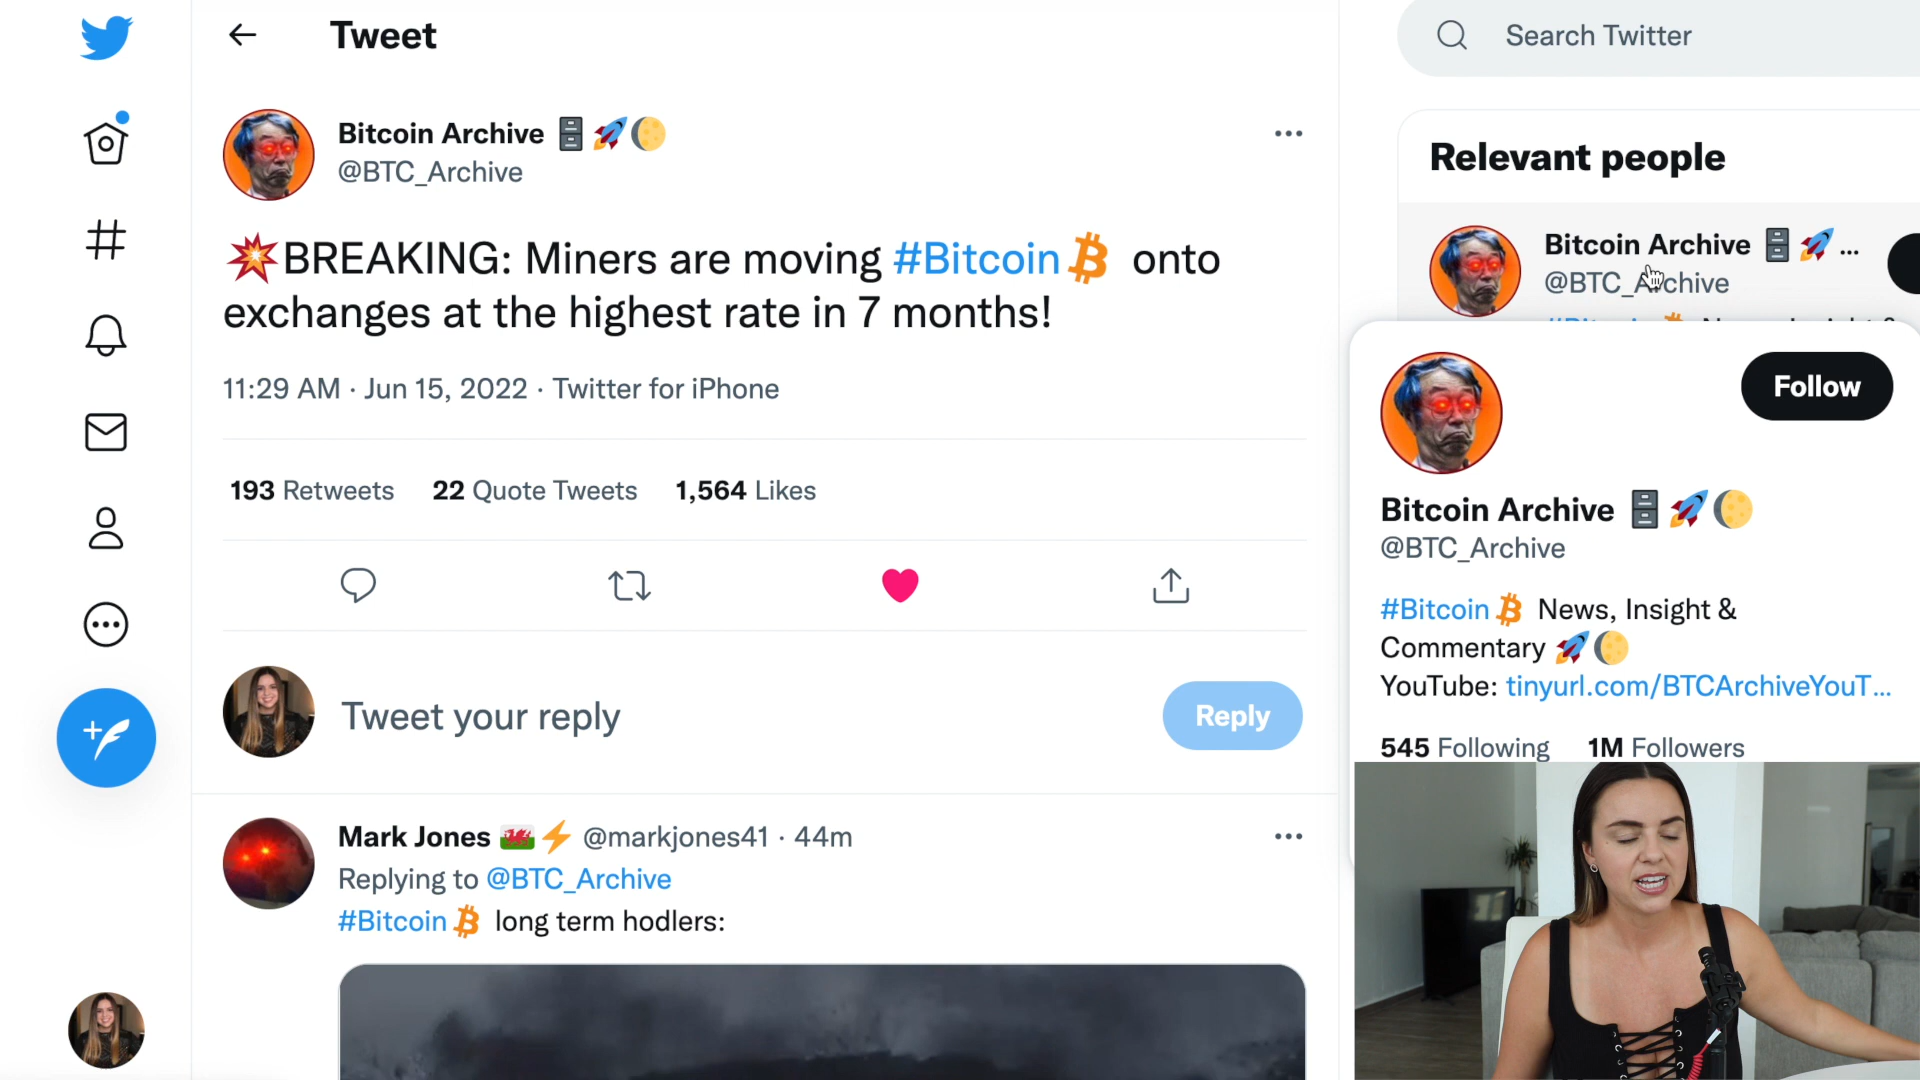 Tweet
Bitcoin Archive 🗄️🚀🌔
@BTC_Archive
💥BREAKING: Miners are moving #Bitcoin onto
exchanges at the highest rate in 7 months!
11:29 AM · Jun 15, 2022 · Twitter for iPhone
193 Retweets 22 Quote Tweets 1,564 Likes
Tweet your reply
Reply
Mark Jones 🏴󠁧󠁢󠁷󠁬󠁳󠁿⚡ @markjones41 · 44m
Replying to @BTC_Archive
#Bitcoin long term hodlers:
Search Twitter
Relevant people
Bitcoin Archive 🗄️🚀...
@BTC_Archive
Follow
Bitcoin Archive 🗄️🚀🌔
@BTC_Archive
#Bitcoin News, Insight &
Commentary 🚀🌔
YouTube: tinyurl.com/BTCArchiveYouT...
545 Following 1M Followers